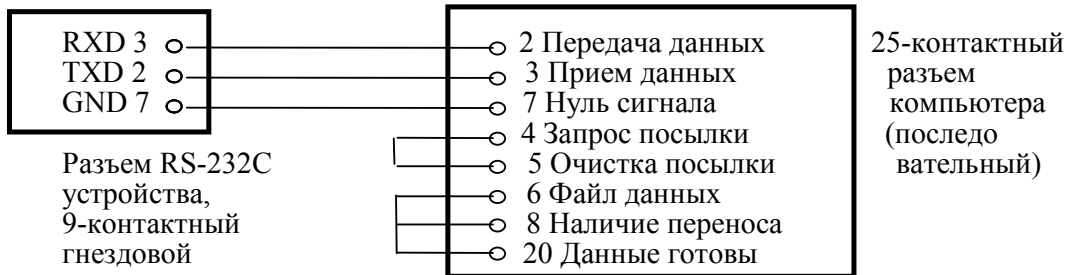 RXD 3
TXD 2
GND 7
Разъем RS-232С
устройства,
9-контактный
гнездовой
2 Передача данных
3 Прием данных
7 Нуль сигнала
4 Запрос посылки
5 Очистка посылки
6 Файл данных
8 Наличие переноса
20 Данные готовы
25-контактный
разъем
компьютера
(последо
вательный)